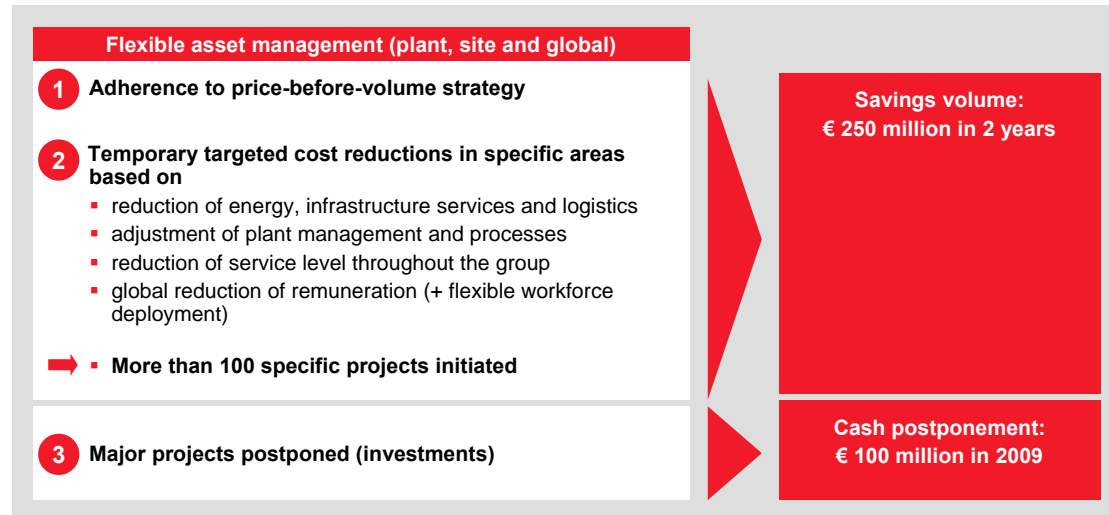 Flexible asset management (plant, site and global)
1 Adherence to price-before-volume strategy
2 Temporary targeted cost reductions in specific areas
based on
▪ reduction of energy, infrastructure services and logistics
▪ adjustment of plant management and processes
▪ reduction of service level throughout the group
▪ global reduction of remuneration (+ flexible workforce
deployment)
▪ More than 100 specific projects initiated
Savings volume:
€ 250 million in 2 years
3 Major projects postponed (investments)
Cash postponement:
€ 100 million in 2009